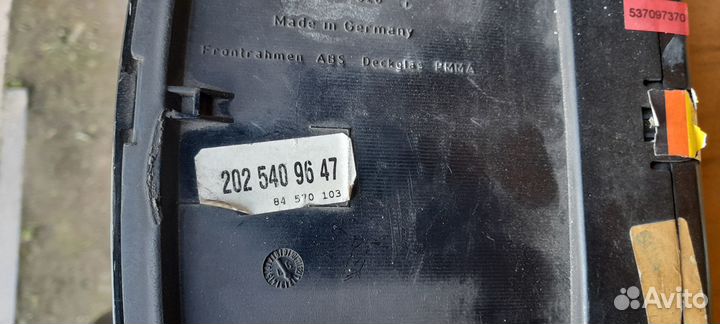 537097370
Made in Germany
Frontrahmen ABS Deckglas PMMA
202 540 96 47
84 570 103
Avito